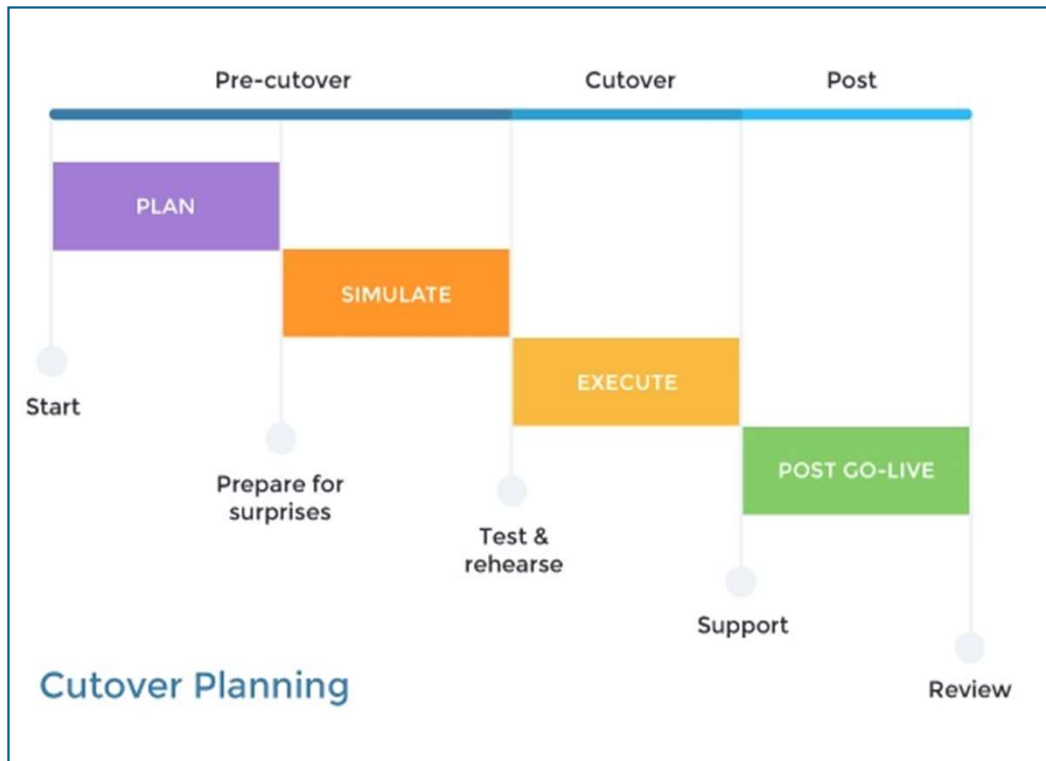 Pre-cutover
Cutover
Post
PLAN
SIMULATE
EXECUTE
POST GO-LIVE
Start
Prepare for
surprises
Test &
rehearse
Support
Review
Cutover Planning